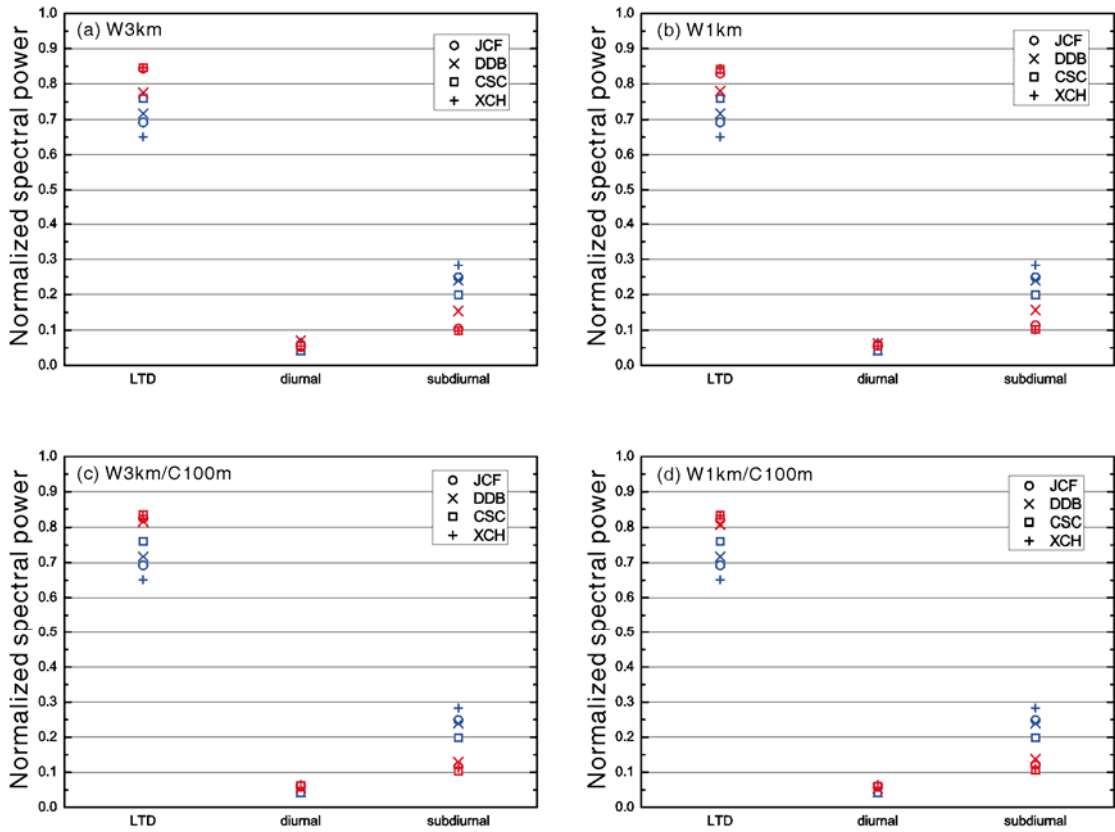 (a) W3km
JCF
DDB
CSC
XCH
Normalized spectral power
1.0
0.9
0.8
0.7
0.6
0.5
0.4
0.3
0.2
0.1
0.0
LTD diurnal subdiurnal
(b) W1km
JCF
DDB
CSC
XCH
Normalized spectral power
1.0
0.9
0.8
0.7
0.6
0.5
0.4
0.3
0.2
0.1
0.0
LTD diurnal subdiurnal
(c) W3km/C100m
JCF
DDB
CSC
XCH
Normalized spectral power
1.0
0.9
0.8
0.7
0.6
0.5
0.4
0.3
0.2
0.1
0.0
LTD diurnal subdiurnal
(d) W1km/C100m
JCF
DDB
CSC
XCH
Normalized spectral power
1.0
0.9
0.8
0.7
0.6
0.5
0.4
0.3
0.2
0.1
0.0
LTD diurnal subdiurnal